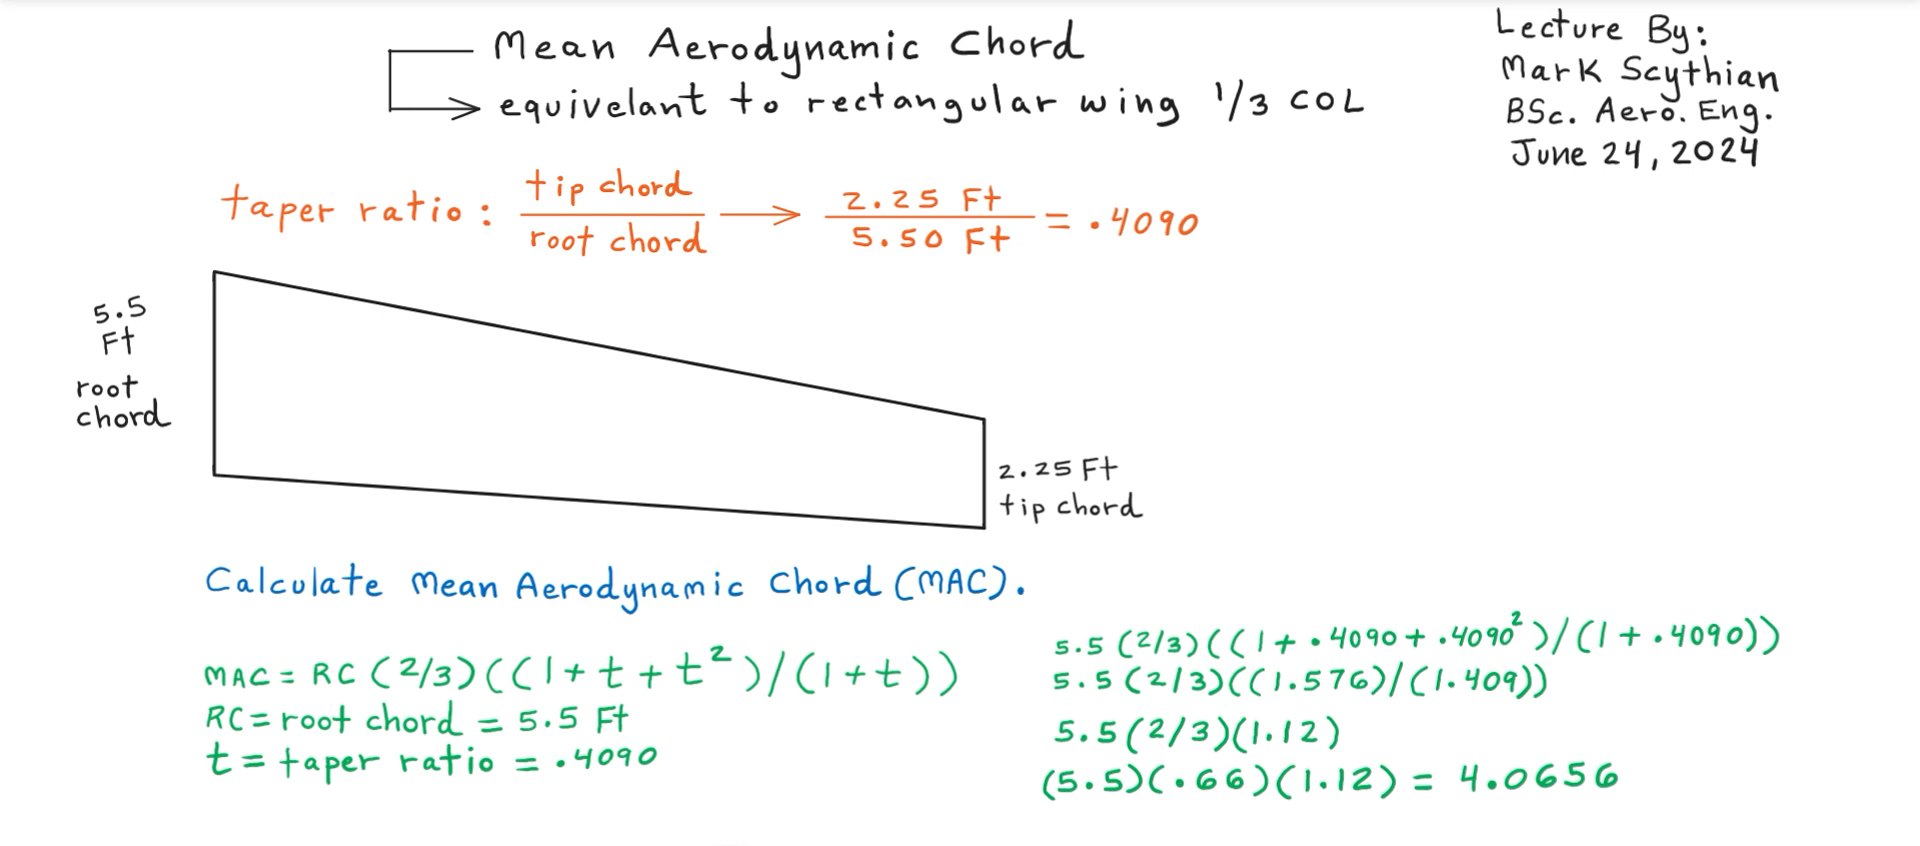 Mean Aerodynamic Chord
equivelant to rectangular wing 1/3 COL
Lecture By:
Mark Scythian
BSc. Aero. Eng.
June 24, 2024
taper ratio: tip chord / root chord → 2.25 Ft / 5.50 Ft = .4090
5.5
Ft
root
chord
2.25 Ft
tip chord
Calculate Mean Aerodynamic Chord (MAC).
MAC = RC (2/3)((1+t+t²)/(1+t))
RC = root chord = 5.5 Ft
t = taper ratio = .4090
5.5 (2/3)((1+.4090+.4090²)/(1+.4090))
5.5 (2/3)((1.576)/(1.409))
5.5 (2/3)(1.12)
(5.5)(.66)(1.12) = 4.0656